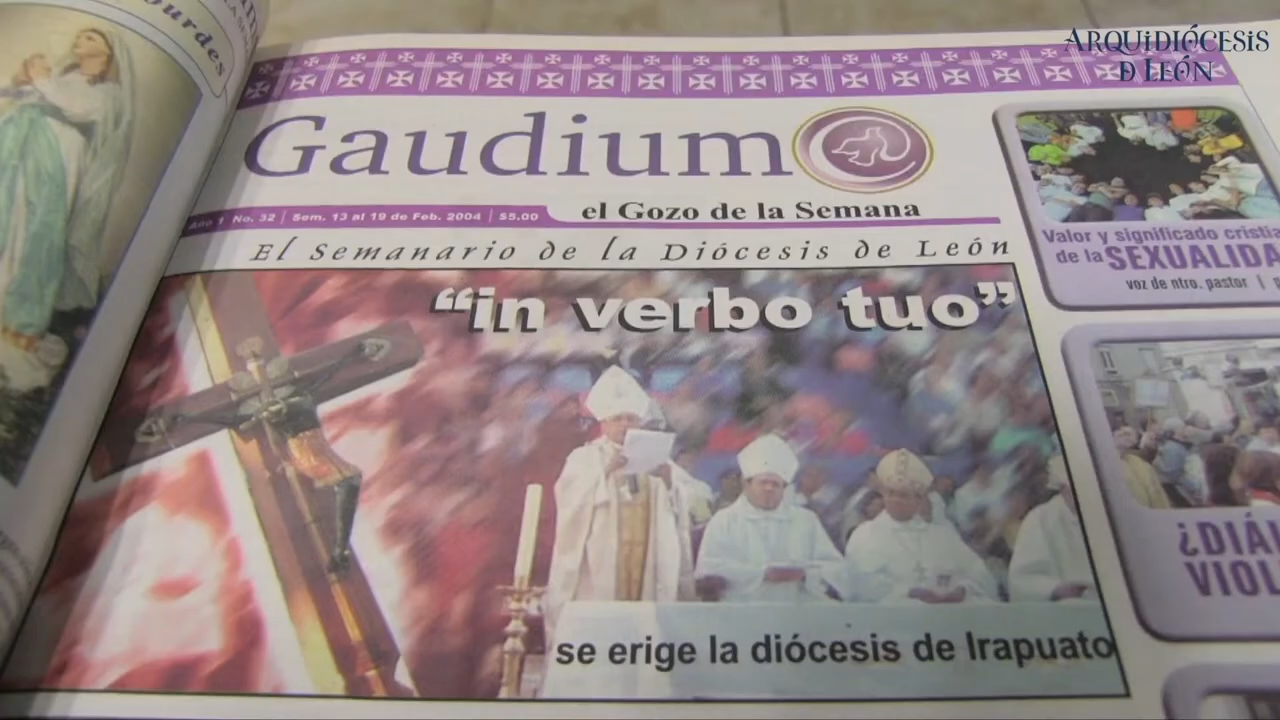 ourdes
ARQUIDIÓCESIS
D LEÓN
Gaudium
Año 1 No. 32 | Sem. 13 al 19 de Feb. 2004 | $5.00
el Gozo de la Semana
El Semanario de la Diócesis de León
“in verbo tuo”
se erige la diócesis de Irapuato
Valor y significado cristia
de la SEXUALIDA
voz de ntro. pastor |
¿DIÁL
VIOL